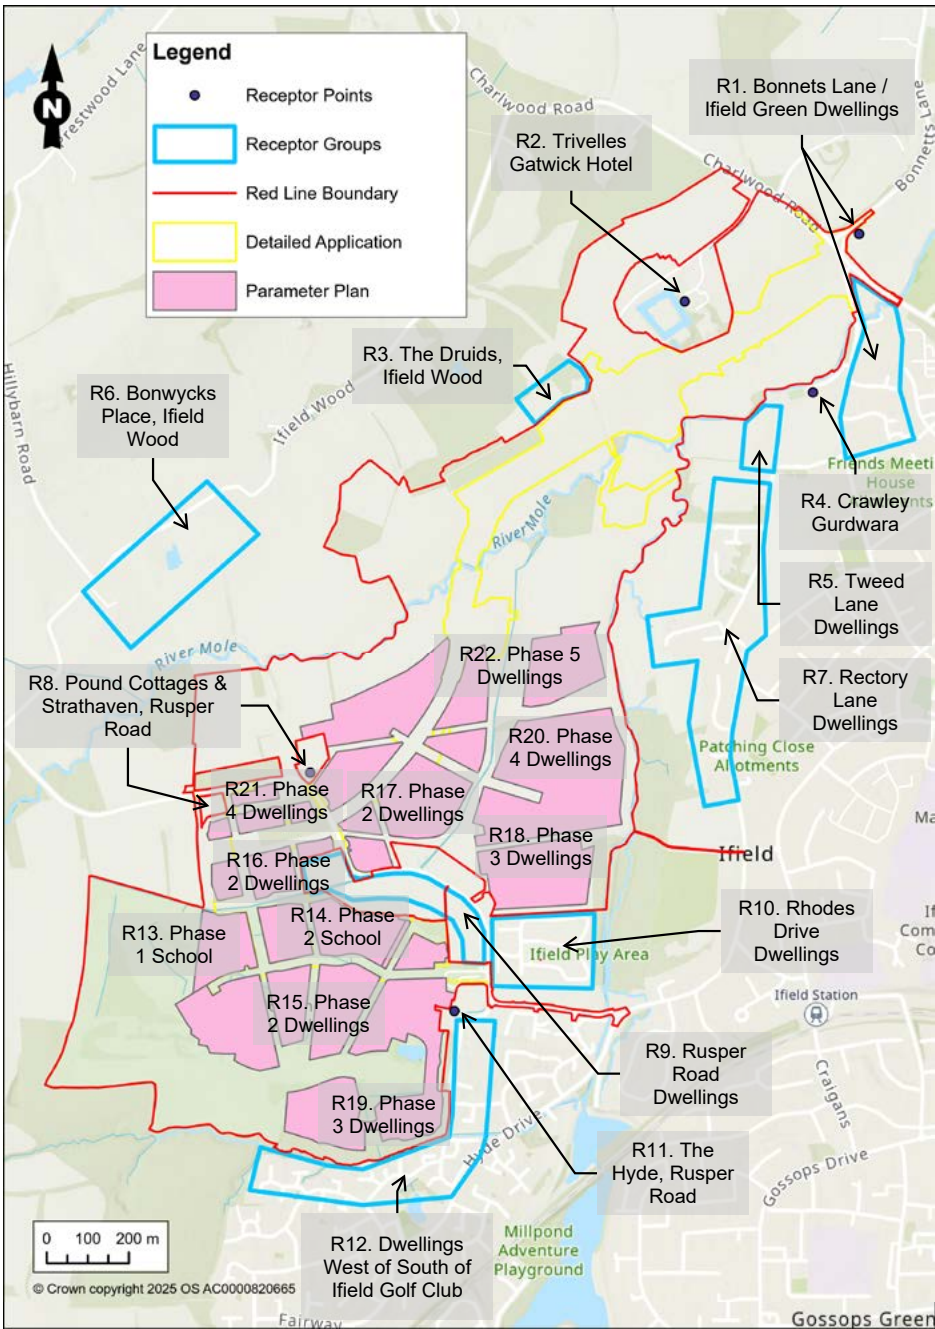 Legend
Receptor Points
Receptor Groups
Red Line Boundary
Detailed Application
Parameter Plan
N
Prestwood Lane
Charlwood Road
R1. Bonnets Lane /
Ifield Green Dwellings
R2. Trivelles
Gatwick Hotel
Charlwood Road
Bonnetts Lane
R3. The Druids,
Ifield Wood
Hillybarn Road
R6. Bonwycks
Place, Ifield
Wood
Ifield Wood
Friends Meeti
House
R4. Crawley
Gurdwara
River Mole
R5. Tweed
Lane
Dwellings
River Mole
R7. Rectory
Lane
Dwellings
R22. Phase 5
Dwellings
R8. Pound Cottages &
Strathaven, Rusper
Road
R20. Phase
4 Dwellings
Patching Close
Allotments
R21. Phase
4 Dwellings
R17. Phase
2 Dwellings
Ma
R18. Phase
3 Dwellings
Ifield
R16. Phase
2 Dwellings
R10. Rhodes
Drive
Dwellings
R14. Phase
2 School
R13. Phase
1 School
If
Com
Co
Ifield Play Area
R15. Phase
2 Dwellings
Ifield Station
R9. Rusper
Road
Dwellings
Craigans
R19. Phase
3 Dwellings
Hyde Drive
R11. The
Hyde, Rusper
Road
Gossops Drive
R12. Dwellings
West of South of
Ifield Golf Club
Millpond
Adventure
Playground
0 100 200 m
© Crown copyright 2025 OS AC0000820665
Fairway
Gossops Green